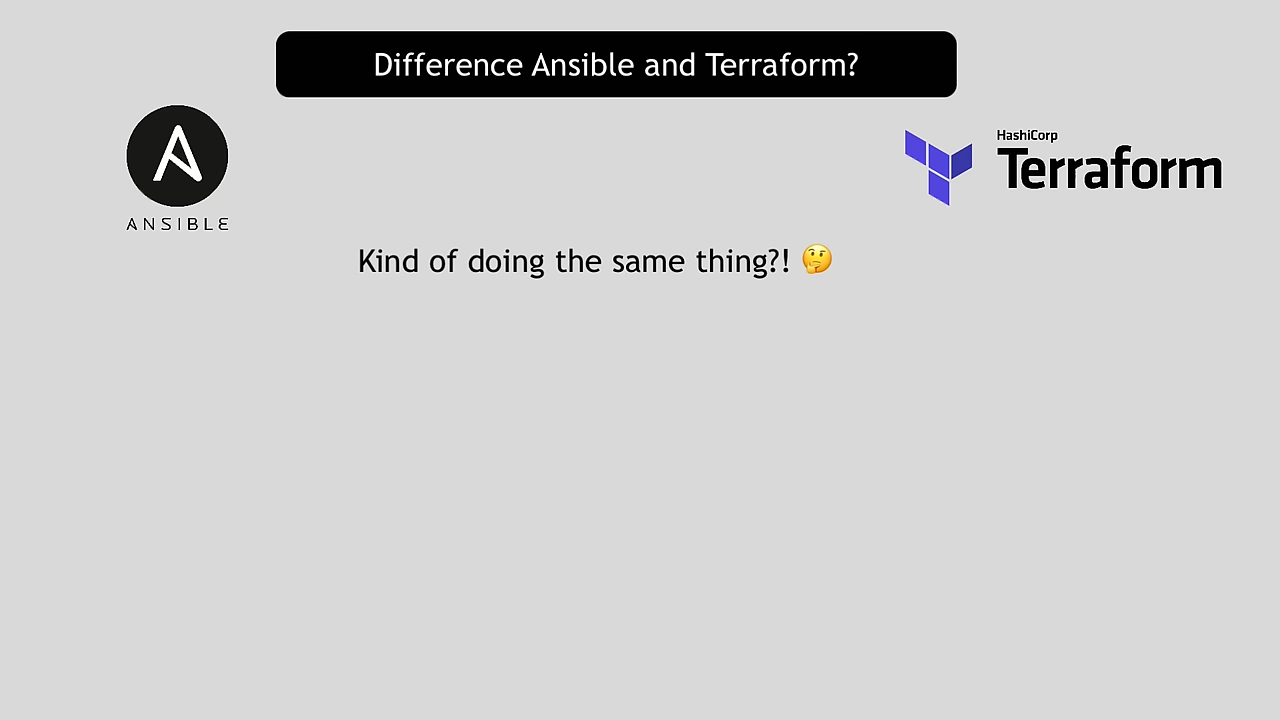 Difference Ansible and Terraform?
ANSIBLE
HashiCorp
Terraform
Kind of doing the same thing?! 🤔